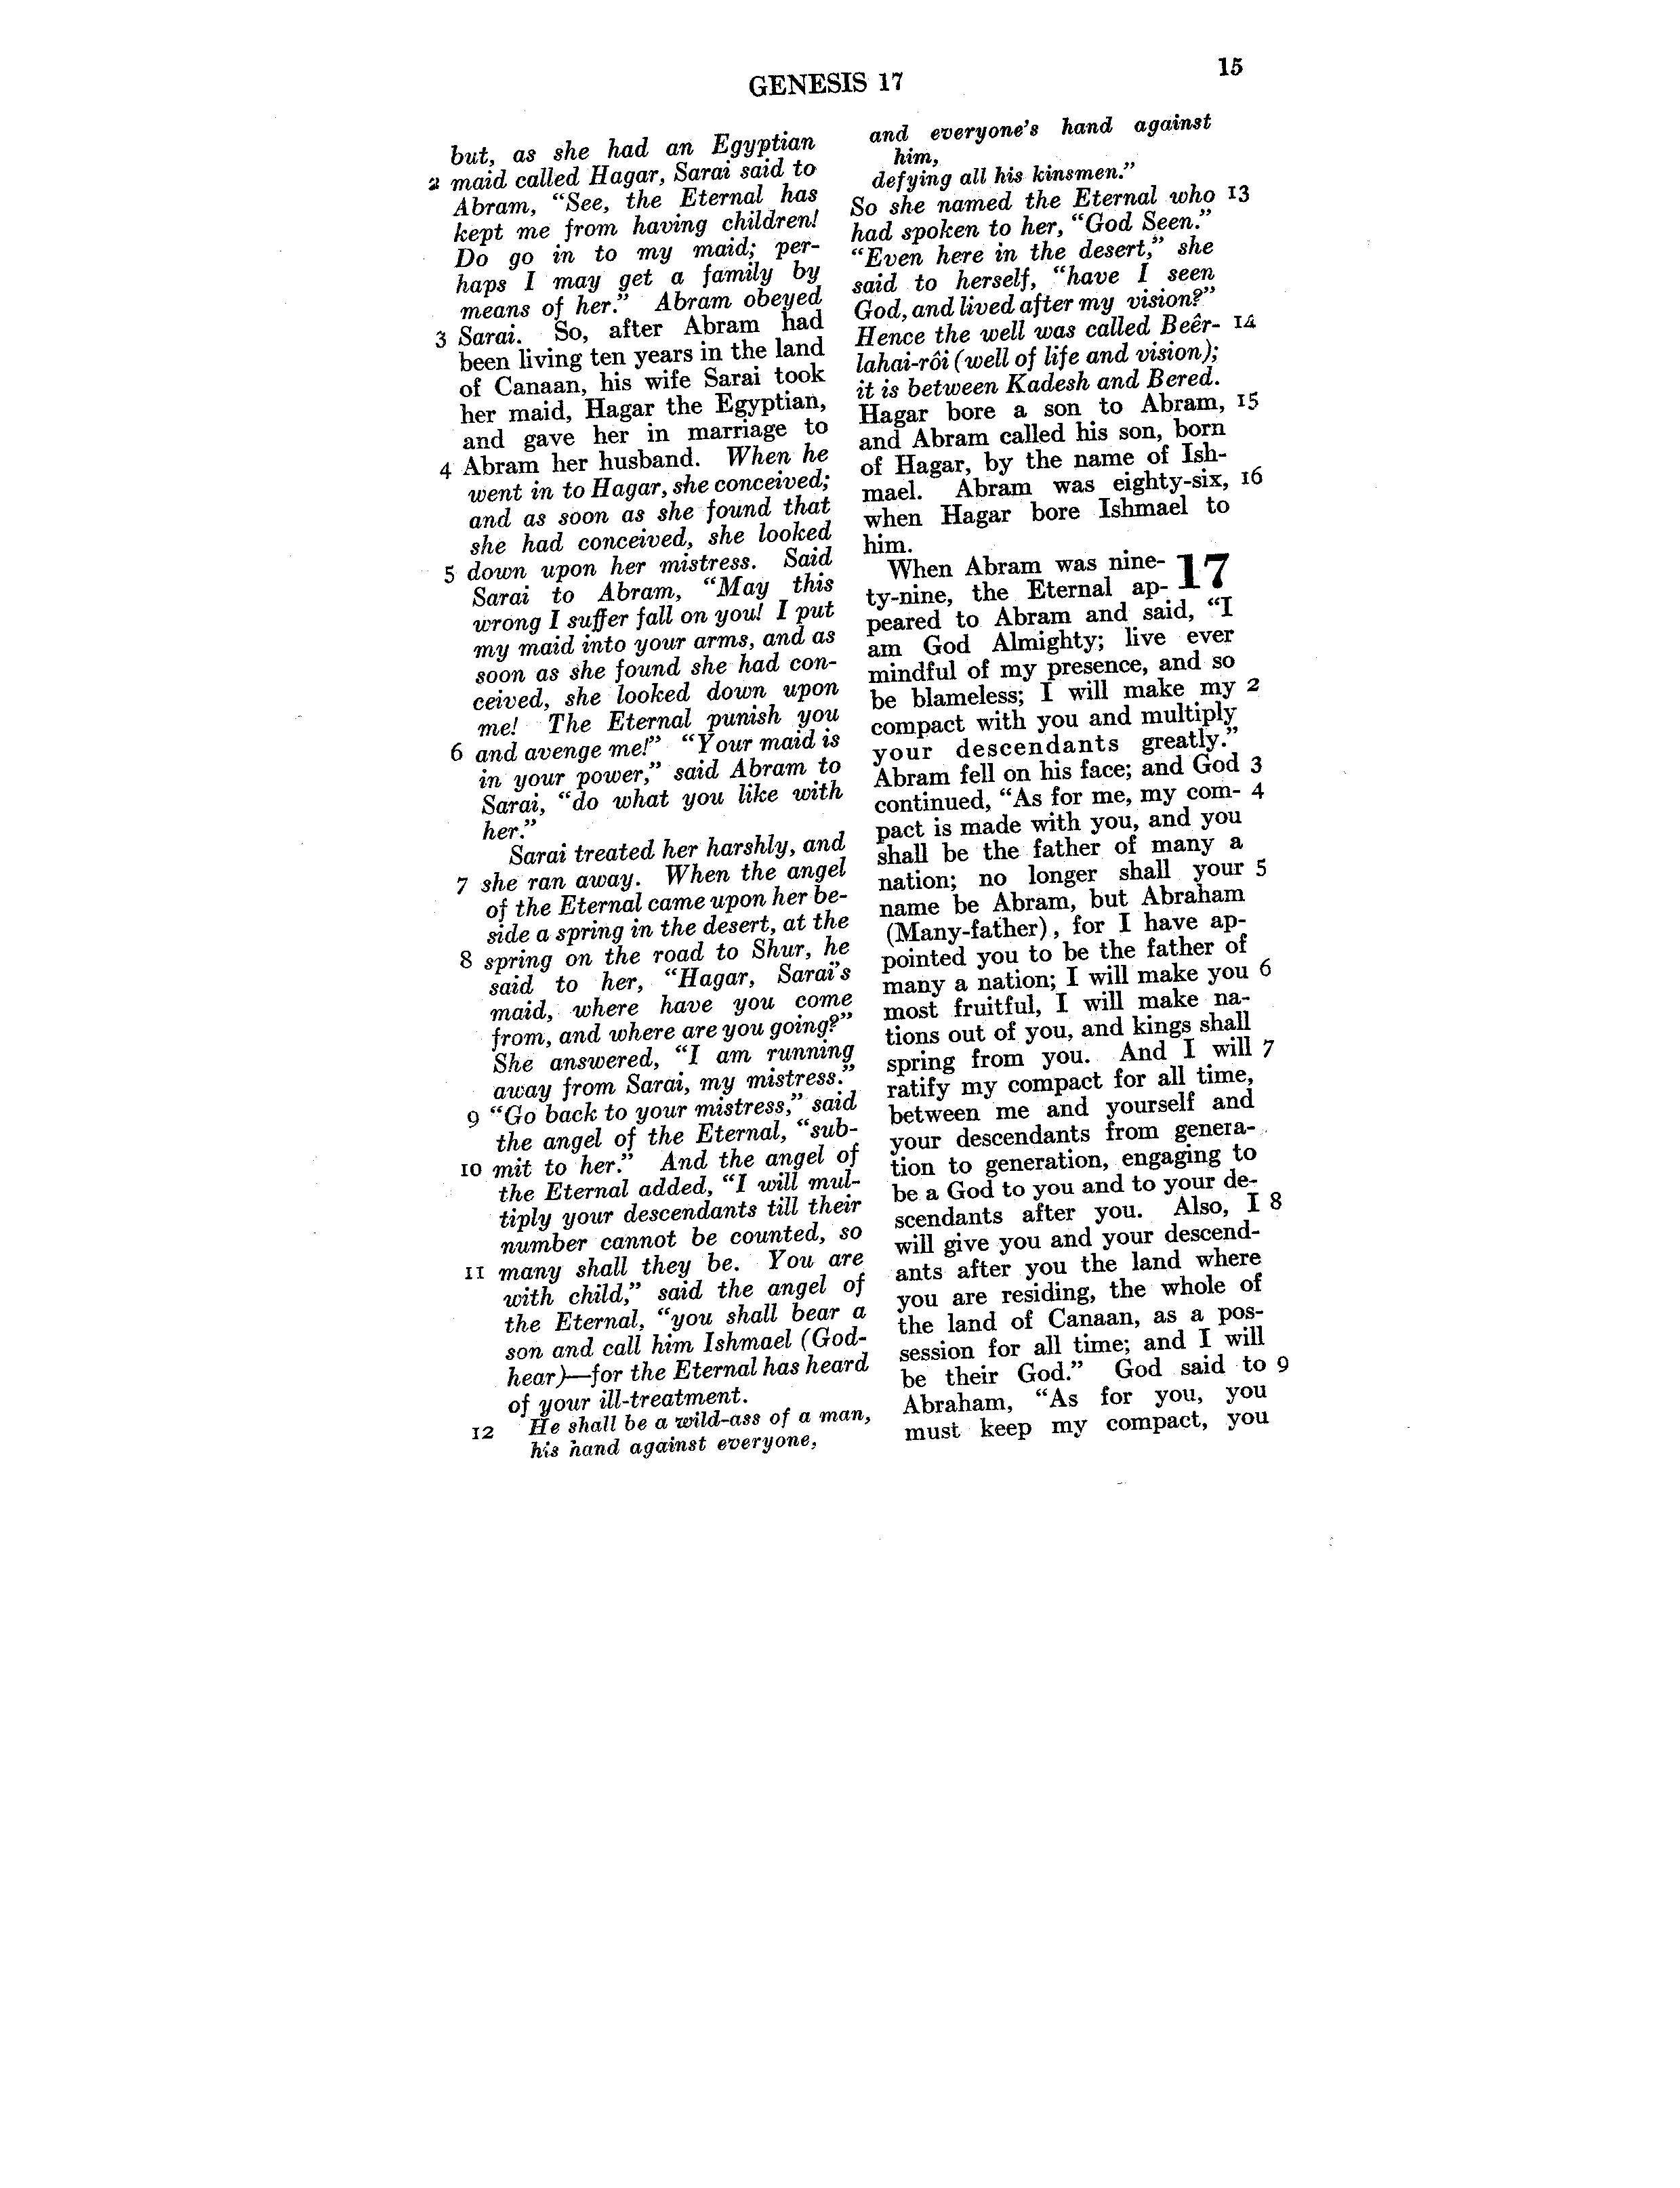 GENESIS 17
15
but, as she had an Egyptian
2 maid called Hagar, Sarai said to
Abram, “See, the Eternal has
kept me from having children!
Do go in to my maid; per-
haps I may get a family by
means of her.” Abram obeyed
3 Sarai. So, after Abram had
been living ten years in the land
of Canaan, his wife Sarai took
her maid, Hagar the Egyptian,
and gave her in marriage to
4 Abram her husband. When he
went in to Hagar, she conceived;
and as soon as she found that
she had conceived, she looked
5 down upon her mistress. Said
Sarai to Abram, “May this
wrong I suffer fall on you! I put
my maid into your arms, and as
soon as she found she had con-
ceived, she looked down upon
me! The Eternal punish you
6 and avenge me!” “Your maid is
in your power,” said Abram to
Sarai, “do what you like with
her.”
Sarai treated her harshly, and
7 she ran away. When the angel
of the Eternal came upon her be-
side a spring in the desert, at the
8 spring on the road to Shur, he
said to her, “Hagar, Sarai's
maid, where have you come
from, and where are you going?”
She answered, “I am running
away from Sarai, my mistress.”
9 “Go back to your mistress,” said
the angel of the Eternal, “sub-
10 mit to her.” And the angel of
the Eternal added, “I will mul-
tiply your descendants till their
number cannot be counted, so
11 many shall they be. You are
with child,” said the angel of
the Eternal, “you shall bear a
son and call him Ishmael (God-
hear)—for the Eternal has heard
of your ill-treatment.
12 He shall be a wild-ass of a man,
his hand against everyone,
and everyone's hand against
him,
defying all his kinsmen.”
So she named the Eternal who 13
had spoken to her, “God Seen.”
“Even here in the desert,” she
said to herself, “have I seen
God, and lived after my vision?”
Hence the well was called Beêr- 14
lahai-rôi (well of life and vision);
it is between Kadesh and Bered.
Hagar bore a son to Abram, 15
and Abram called his son, born
of Hagar, by the name of Ish-
mael. Abram was eighty-six, 16
when Hagar bore Ishmael to
him.
When Abram was nine- 17
ty-nine, the Eternal ap-
peared to Abram and said, “I
am God Almighty; live ever
mindful of my presence, and so
be blameless; I will make my 2
compact with you and multiply
your descendants greatly.”
Abram fell on his face; and God 3
continued, “As for me, my com- 4
pact is made with you, and you
shall be the father of many a
nation; no longer shall your 5
name be Abram, but Abraham
(Many-father), for I have ap-
pointed you to be the father of
many a nation; I will make you 6
most fruitful, I will make na-
tions out of you, and kings shall
spring from you. And I will 7
ratify my compact for all time,
between me and yourself and
your descendants from genera-
tion to generation, engaging to
be a God to you and to your de-
scendants after you. Also, I 8
will give you and your descend-
ants after you the land where
you are residing, the whole of
the land of Canaan, as a pos-
session for all time; and I will
be their God.” God said to 9
Abraham, “As for you, you
must keep my compact, you